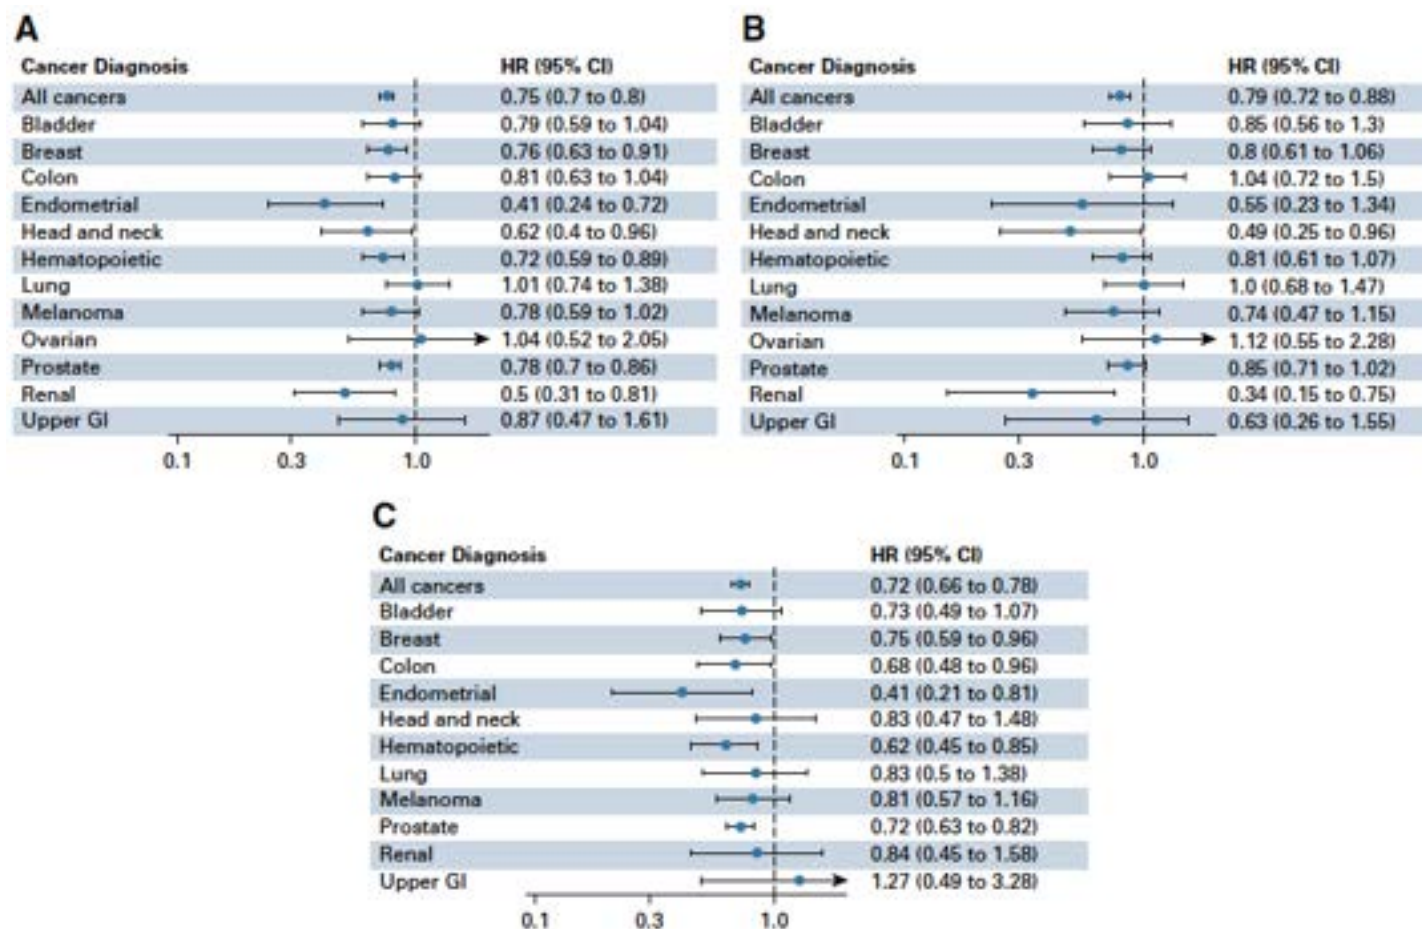 A
Cancer Diagnosis HR (95% CI)
All cancers 0.75 (0.7 to 0.8)
Bladder 0.79 (0.59 to 1.04)
Breast 0.76 (0.63 to 0.91)
Colon 0.81 (0.63 to 1.04)
Endometrial 0.41 (0.24 to 0.72)
Head and neck 0.62 (0.4 to 0.96)
Hematopoietic 0.72 (0.59 to 0.89)
Lung 1.01 (0.74 to 1.38)
Melanoma 0.78 (0.59 to 1.02)
Ovarian 1.04 (0.52 to 2.05)
Prostate 0.78 (0.7 to 0.86)
Renal 0.5 (0.31 to 0.81)
Upper GI 0.87 (0.47 to 1.61)
0.1 0.3 1.0
B
Cancer Diagnosis HR (95% CI)
All cancers 0.79 (0.72 to 0.88)
Bladder 0.85 (0.56 to 1.3)
Breast 0.8 (0.61 to 1.06)
Colon 1.04 (0.72 to 1.5)
Endometrial 0.55 (0.23 to 1.34)
Head and neck 0.49 (0.25 to 0.96)
Hematopoietic 0.81 (0.61 to 1.07)
Lung 1.0 (0.68 to 1.47)
Melanoma 0.74 (0.47 to 1.15)
Ovarian 1.12 (0.55 to 2.28)
Prostate 0.85 (0.71 to 1.02)
Renal 0.34 (0.15 to 0.75)
Upper GI 0.63 (0.26 to 1.55)
0.1 0.3 1.0
C
Cancer Diagnosis HR (95% CI)
All cancers 0.72 (0.66 to 0.78)
Bladder 0.73 (0.49 to 1.07)
Breast 0.75 (0.59 to 0.96)
Colon 0.68 (0.48 to 0.96)
Endometrial 0.41 (0.21 to 0.81)
Head and neck 0.83 (0.47 to 1.48)
Hematopoietic 0.62 (0.45 to 0.85)
Lung 0.83 (0.5 to 1.38)
Melanoma 0.81 (0.57 to 1.16)
Prostate 0.72 (0.63 to 0.82)
Renal 0.84 (0.45 to 1.58)
Upper GI 1.27 (0.49 to 3.28)
0.1 0.3 1.0